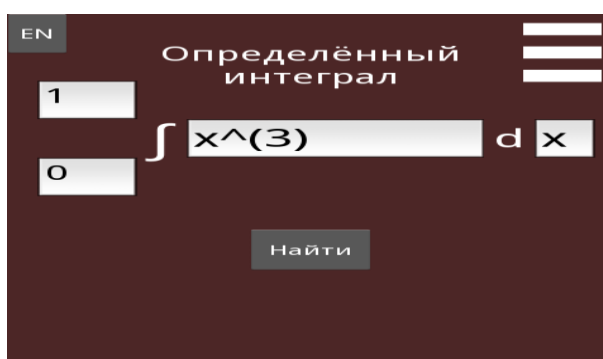 EN
Определённый
интеграл
1
∫ x^(3) d x
0
Найти